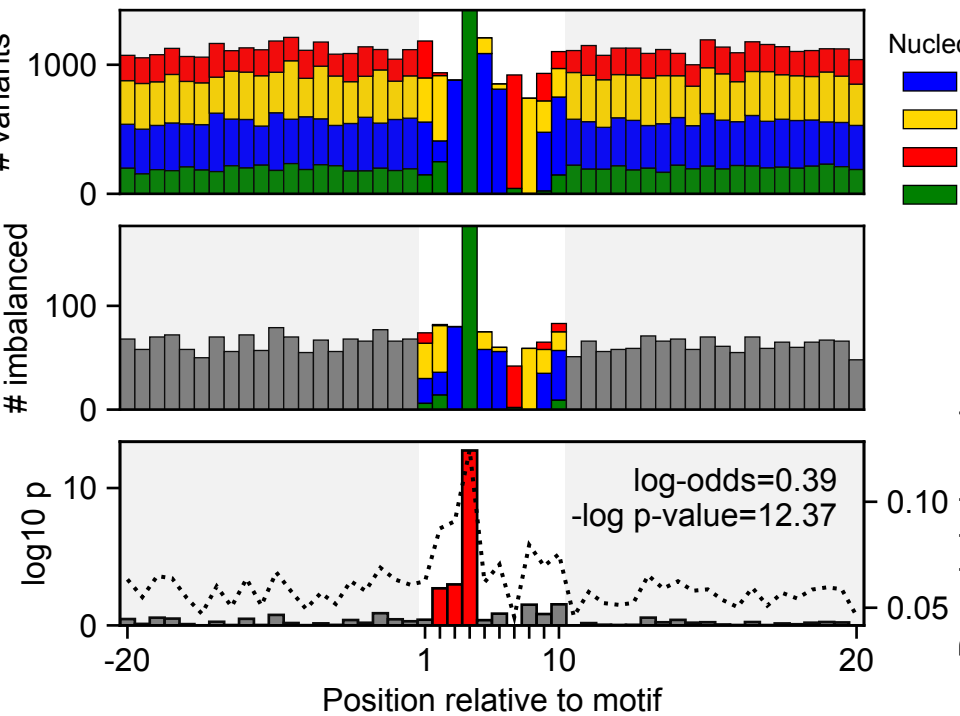 # variants
1000
0
Nucleo
# imbalanced
100
0
log10 p
10
0
log-odds=0.39
-log p-value=12.37
0.10
0.05
-20
1
10
20
Position relative to motif